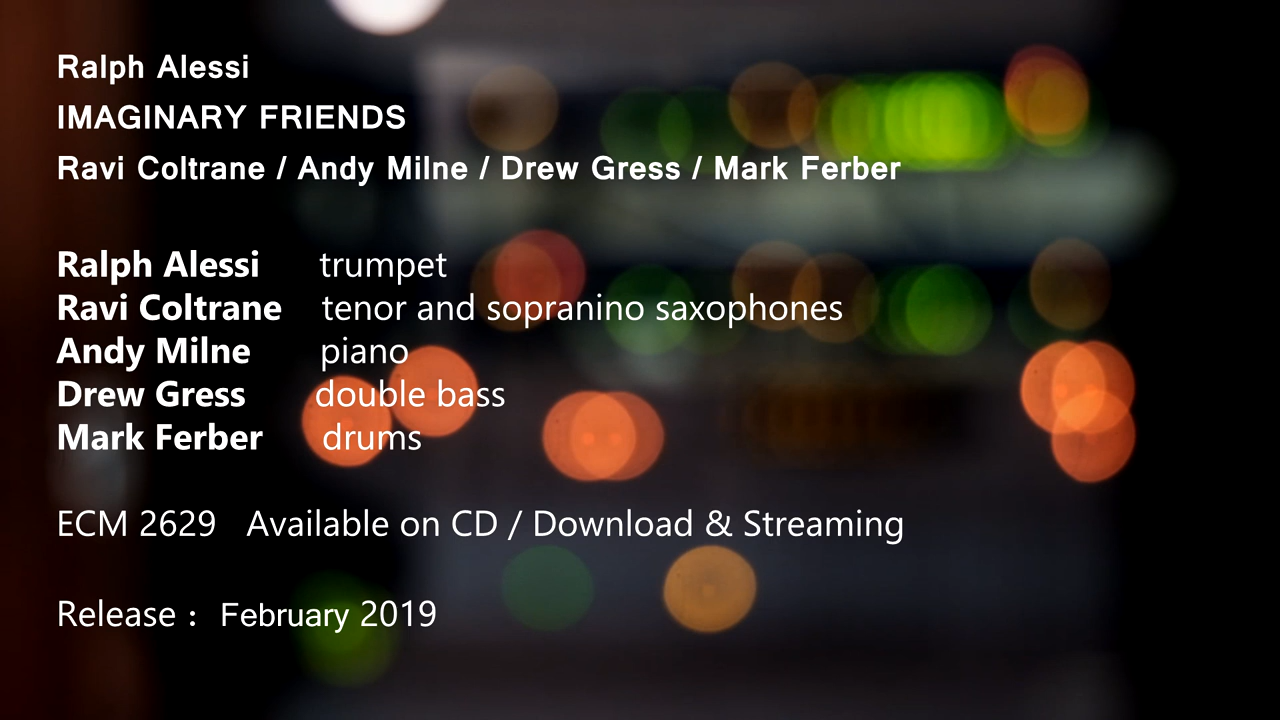 Ralph Alessi
IMAGINARY FRIENDS
Ravi Coltrane / Andy Milne / Drew Gress / Mark Ferber
Ralph Alessi trumpet
Ravi Coltrane tenor and sopranino saxophones
Andy Milne piano
Drew Gress double bass
Mark Ferber drums
ECM 2629 Available on CD / Download & Streaming
Release : February 2019